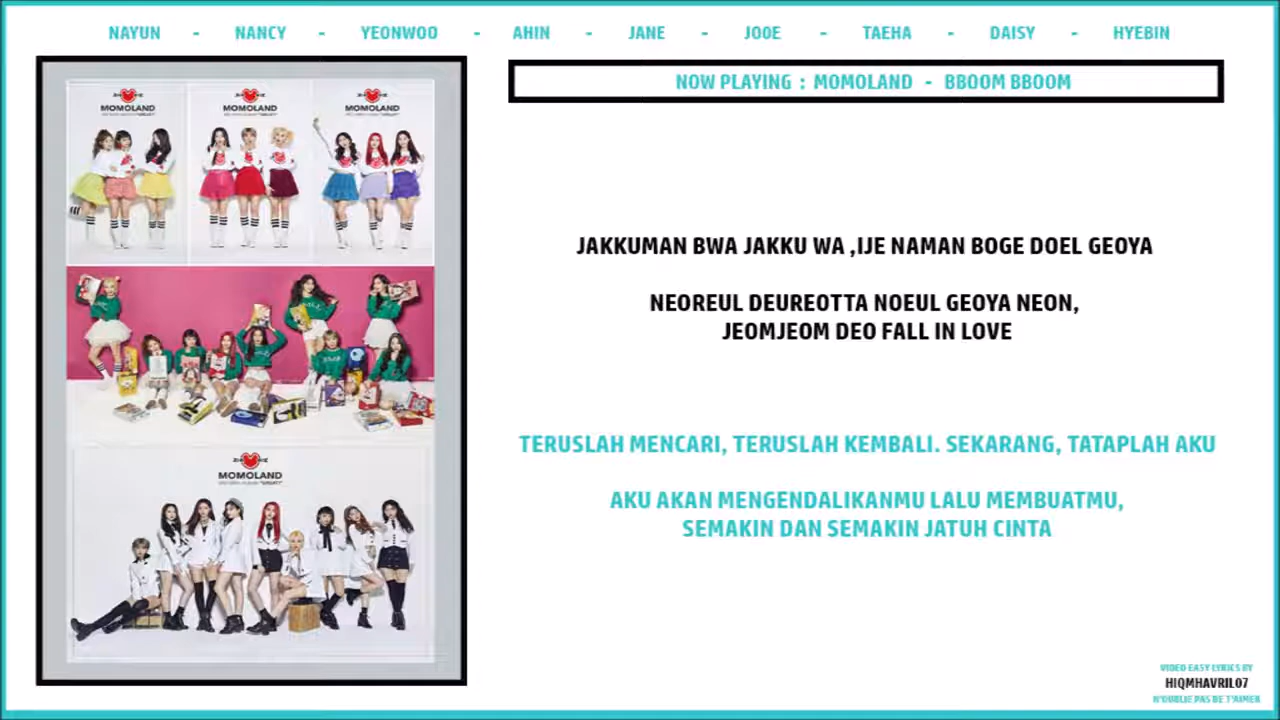 NAYUN - NANCY - YEONWOO - AHIN - JANE - JOOE - TAEHA - DAISY - HYEBIN
NOW PLAYING : MOMOLAND - BBOOM BBOOM
MOMOLAND MOMOLAND MOMOLAND
JAKKUMAN BWA JAKKU WA ,IJE NAMAN BOGE DOEL GEOYA
NEOREUL DEUREOTTA NOEUL GEOYA NEON,
JEOMJEOM DEO FALL IN LOVE
TERUSLAH MENCARI, TERUSLAH KEMBALI. SEKARANG, TATAPLAH AKU
AKU AKAN MENGENDALIKANMU LALU MEMBUATMU,
SEMAKIN DAN SEMAKIN JATUH CINTA
MOMOLAND
VIDEO EASY LYRICS BY
HIQMHAVRIL07
N'OUBLIE PAS DE T'AIMER